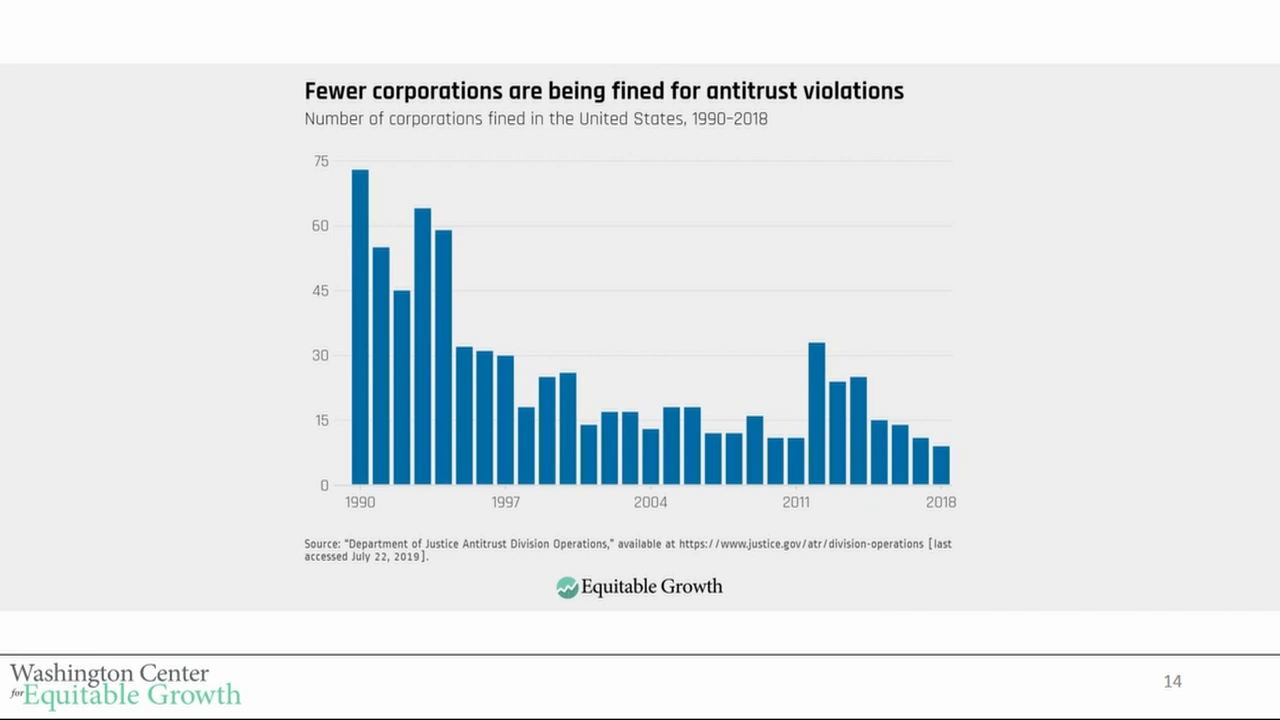 Fewer corporations are being fined for antitrust violations
Number of corporations fined in the United States, 1990–2018
75
60
45
30
15
0
1990 1997 2004 2011 2018
Source: "Department of Justice Antitrust Division Operations," available at https://www.justice.gov/atr/division-operations [last
accessed July 22, 2019].
Equitable Growth
Washington Center
for Equitable Growth
14